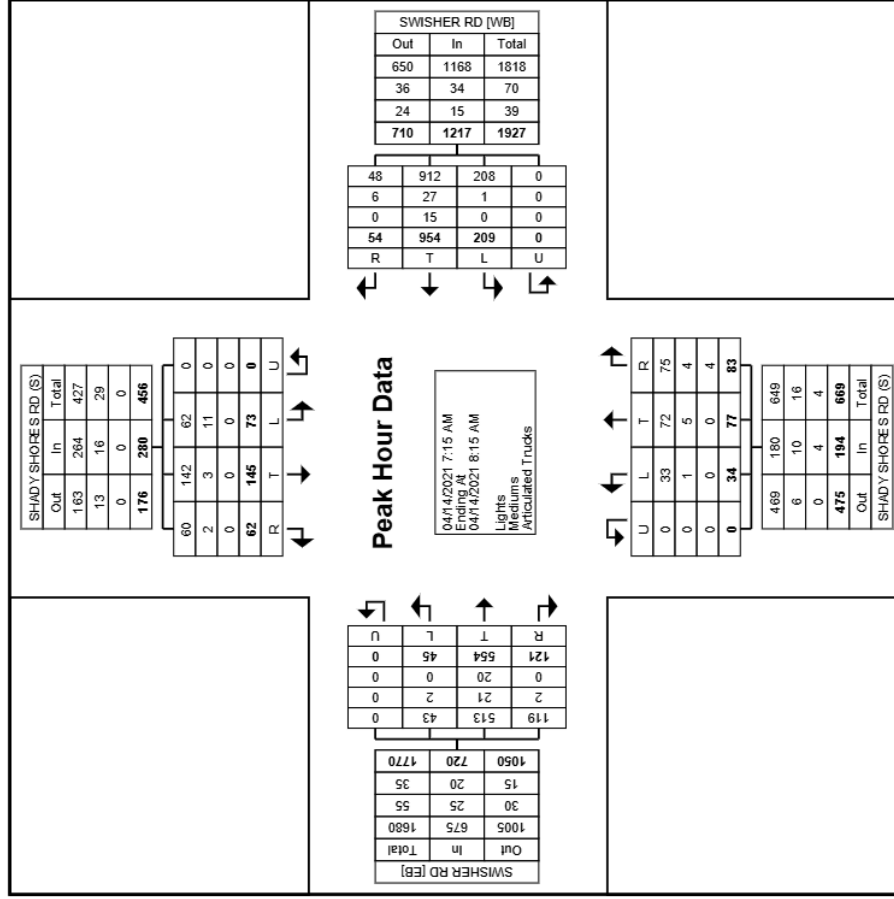 SWISHER RD [WB]
Out In Total
650 1168 1818
36 34 70
24 15 39
710 1217 1927
48 912 208 0
6 27 1 0
0 15 0 0
54 954 209 0
R T L U
SHADY SHORES RD (S)
Out In Total
163 264 427
13 16 29
0 0 0
176 280 456
60 142 62 0
2 3 11 0
0 0 0 0
62 145 73 0
R T L U
Peak Hour Data
04/14/2021 7:15 AM
Ending At
04/14/2021 8:15 AM
Lights
Mediums
Articulated Trucks
U L T R
0 33 72 75
0 1 5 4
0 0 0 4
0 34 77 83
469 180 649
6 10 16
0 4 4
475 194 669
Out In Total
SHADY SHORES RD (S)
R T L U
121 554 45 0
0 20 0 0
2 21 2 0
119 513 43 0
1050 720 1770
15 20 35
30 25 55
1005 675 1680
Out In Total
SWISHER RD [EB]